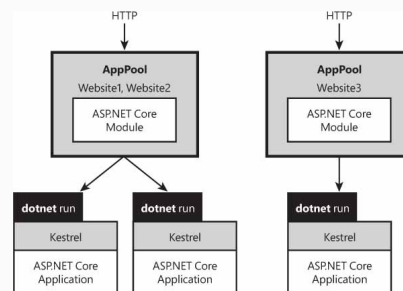 HTTP
HTTP
AppPool
Website1, Website2
ASP.NET Core
Module
AppPool
Website3
ASP.NET Core
Module
dotnet run
dotnet run
dotnet run
Kestrel
Kestrel
Kestrel
ASP.NET Core
Application
ASP.NET Core
Application
ASP.NET Core
Application